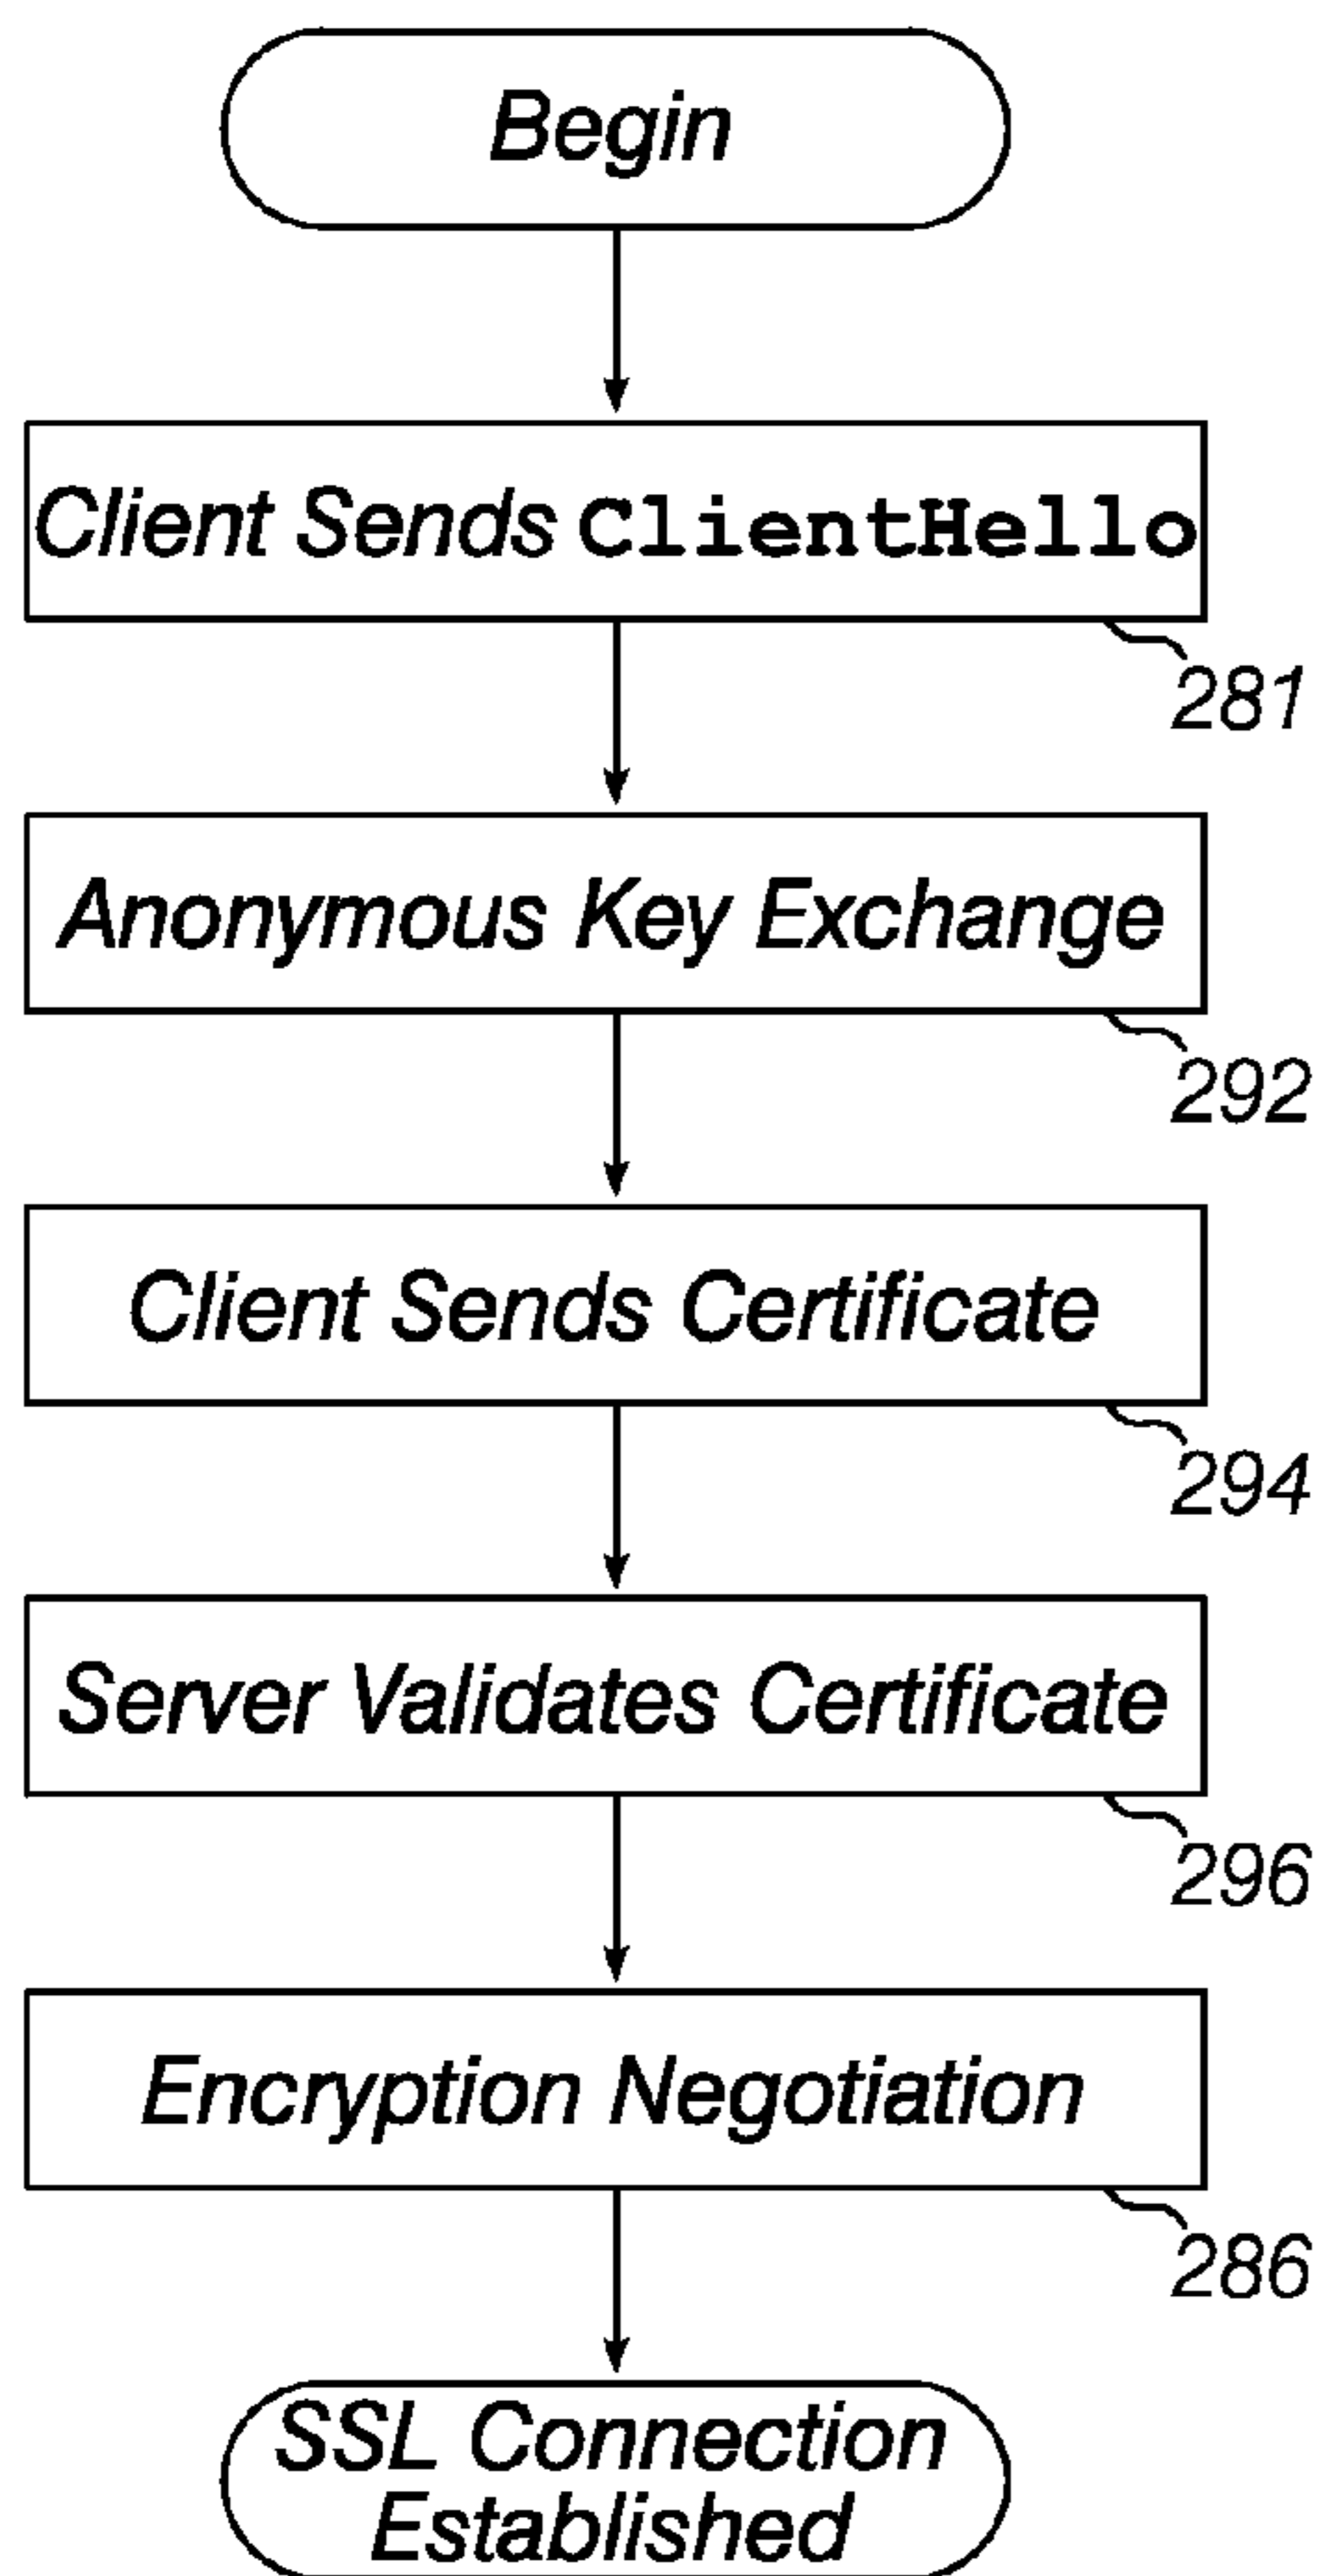 Begin
Client Sends ClientHello
281
Anonymous Key Exchange
292
Client Sends Certificate
294
Server Validates Certificate
296
Encryption Negotiation
286
SSL Connection
Established